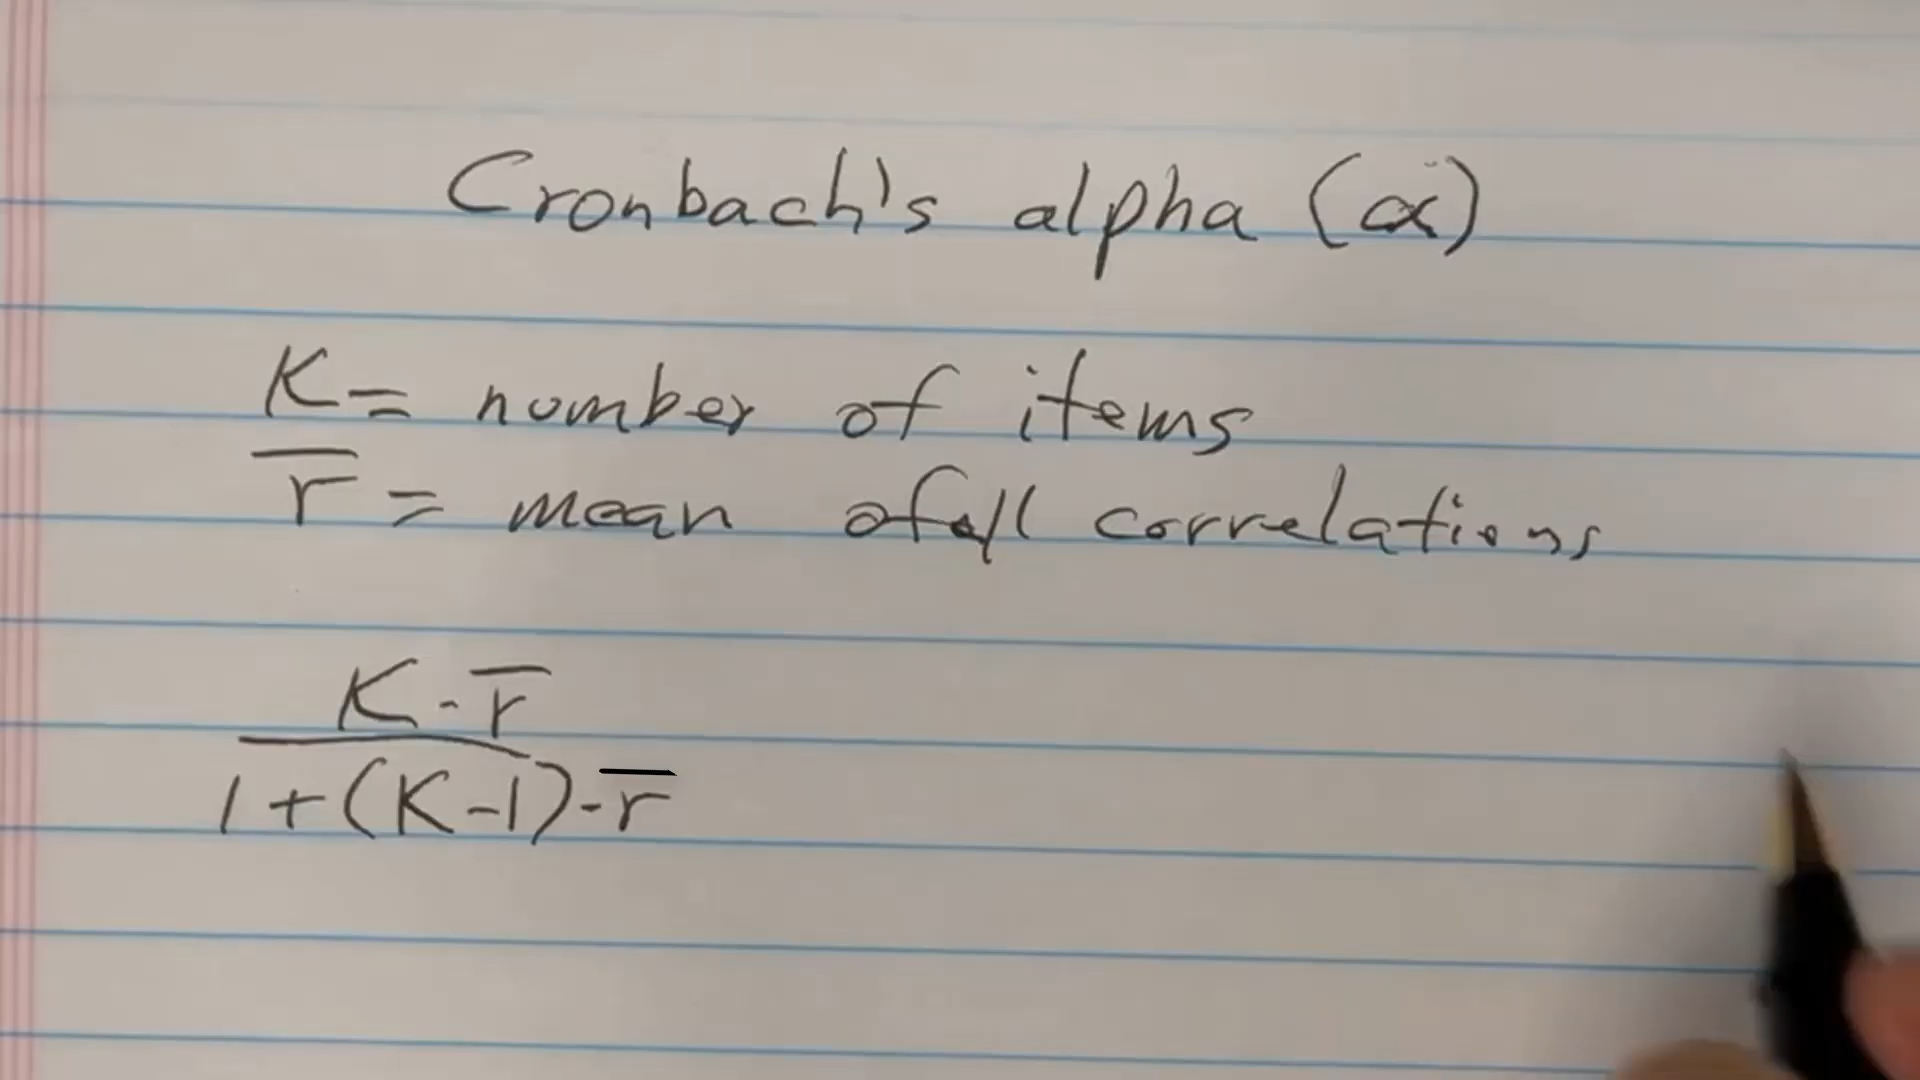 Cronbach's alpha (α)
K = number of items
r̅ = mean of all correlations
K · r̅
1 + (K - 1) · r̅